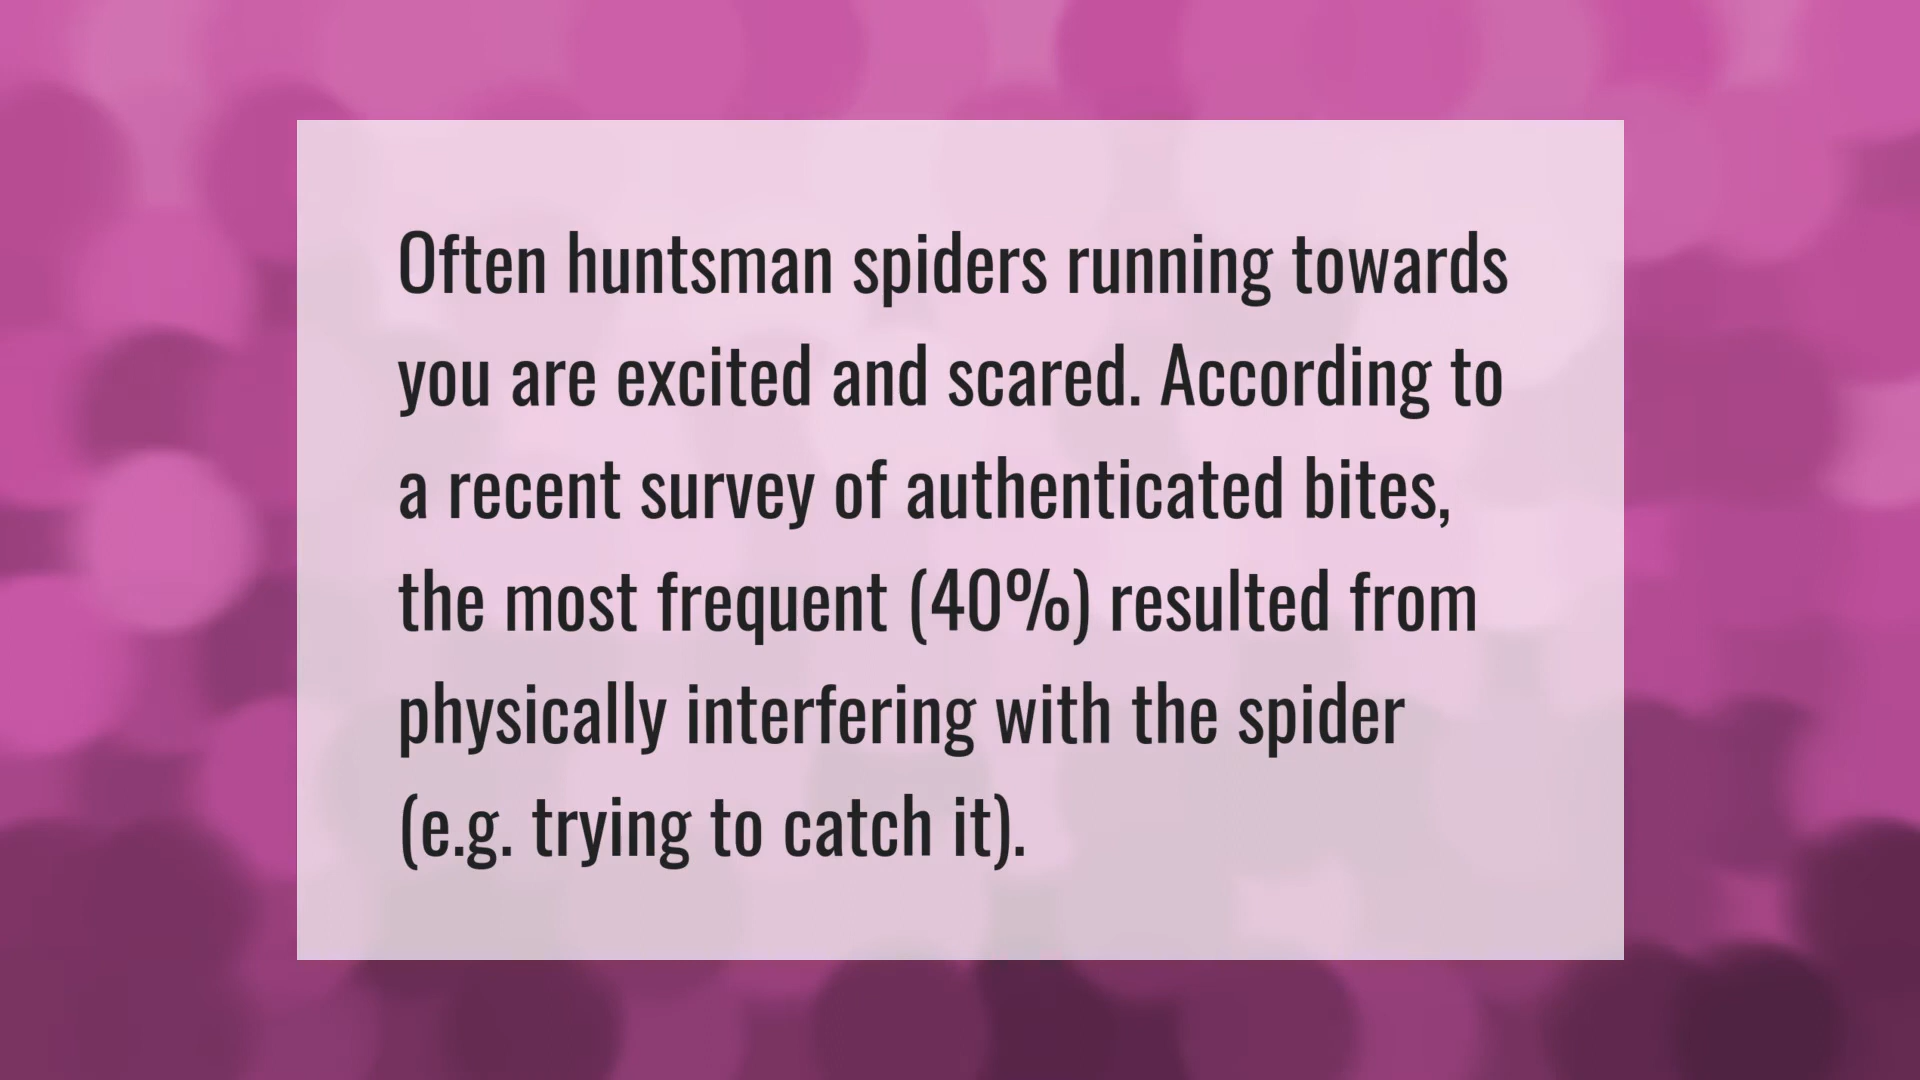 Often huntsman spiders running towards
you are excited and scared. According to
a recent survey of authenticated bites,
the most frequent (40%) resulted from
physically interfering with the spider
(e.g. trying to catch it).